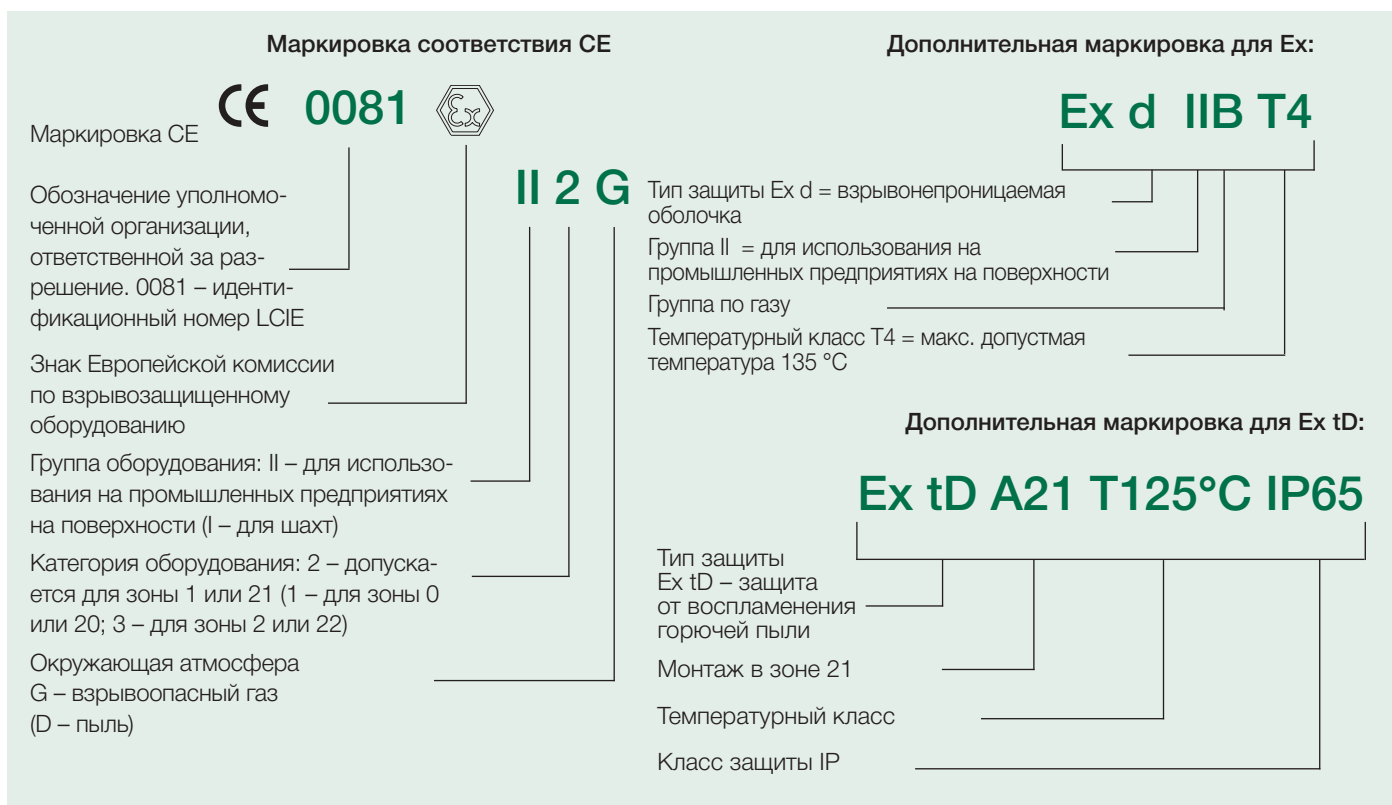 Маркировка соответствия CE
CE 0081 Ex
Маркировка CE
II 2 G
Обозначение уполномо-
ченной организации,
ответственной за раз-
решение. 0081 – иденти-
фикационный номер LCIE
Знак Европейской комиссии
по взрывозащищенному
оборудованию
Группа оборудования: II – для использо-
вания на промышленных предприятиях
на поверхности (I – для шахт)
Категория оборудования: 2 – допуска-
ется для зоны 1 или 21 (1 – для зоны 0
или 20; 3 – для зоны 2 или 22)
Окружающая атмосфера
G – взрывоопасный газ
(D – пыль)
Дополнительная маркировка для Ex:
Ex d IIB T4
Тип защиты Ex d = взрывонепроницаемая
оболочка
Группа II = для использования на
промышленных предприятиях на поверхности
Группа по газу
Температурный класс T4 = макс. допустмая
температура 135 °C
Дополнительная маркировка для Ex tD:
Ex tD A21 T125°C IP65
Тип защиты
Ex tD – защита
от воспламенения
горючей пыли
Монтаж в зоне 21
Температурный класс
Класс защиты IP